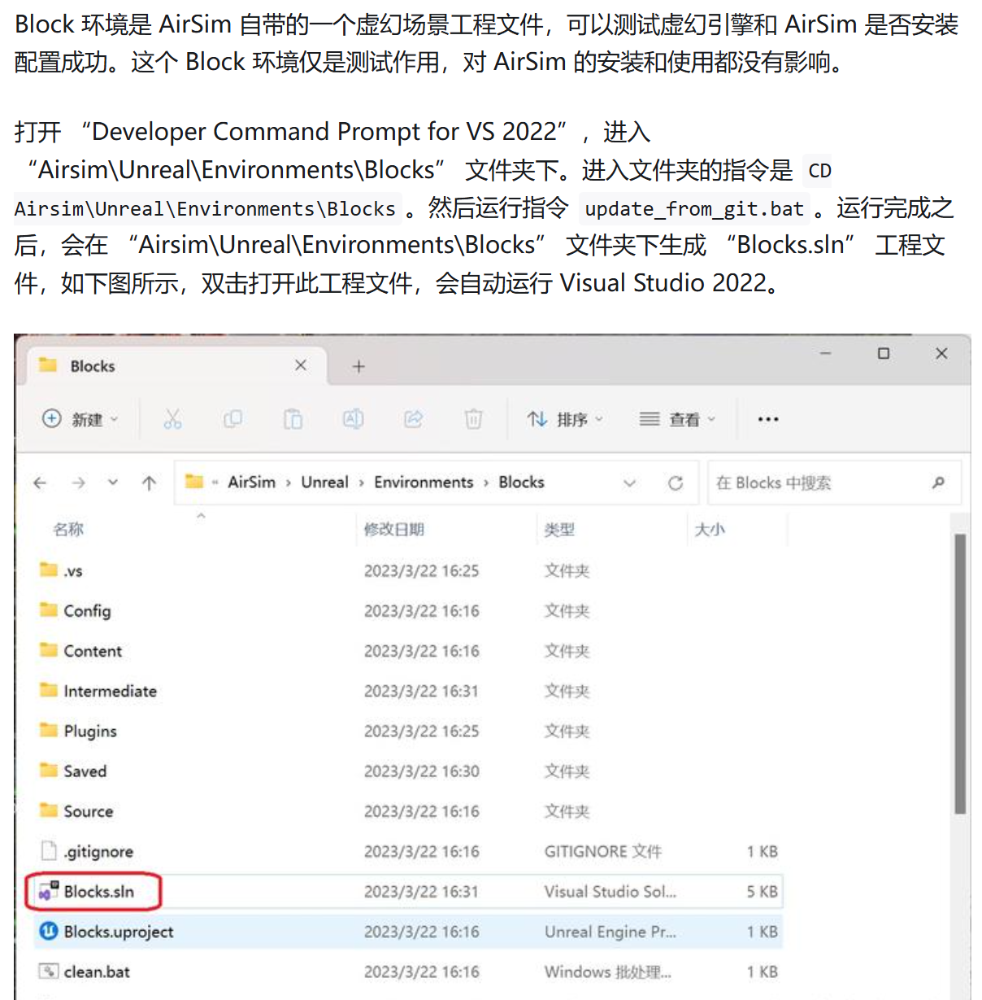 Block 环境是 AirSim 自带的一个虚幻场景工程文件，可以测试虚幻引擎和 AirSim 是否安装
配置成功。这个 Block 环境仅是测试作用，对 AirSim 的安装和使用都没有影响。
打开 “Developer Command Prompt for VS 2022”，进入
“Airsim\Unreal\Environments\Blocks” 文件夹下。进入文件夹的指令是 CD
Airsim\Unreal\Environments\Blocks 。然后运行指令 update_from_git.bat 。运行完成之
后，会在 “Airsim\Unreal\Environments\Blocks” 文件夹下生成 “Blocks.sln” 工程文
件，如下图所示，双击打开此工程文件，会自动运行 Visual Studio 2022。
Blocks
新建 排序 查看
« AirSim › Unreal › Environments › Blocks 在 Blocks 中搜索
名称 修改日期 类型 大小
.vs 2023/3/22 16:25 文件夹
Config 2023/3/22 16:16 文件夹
Content 2023/3/22 16:16 文件夹
Intermediate 2023/3/22 16:31 文件夹
Plugins 2023/3/22 16:25 文件夹
Saved 2023/3/22 16:30 文件夹
Source 2023/3/22 16:16 文件夹
.gitignore 2023/3/22 16:16 GITIGNORE 文件 1 KB
Blocks.sln 2023/3/22 16:31 Visual Studio Sol... 5 KB
Blocks.uproject 2023/3/22 16:16 Unreal Engine Pr... 1 KB
clean.bat 2023/3/22 16:16 Windows 批处理... 1 KB